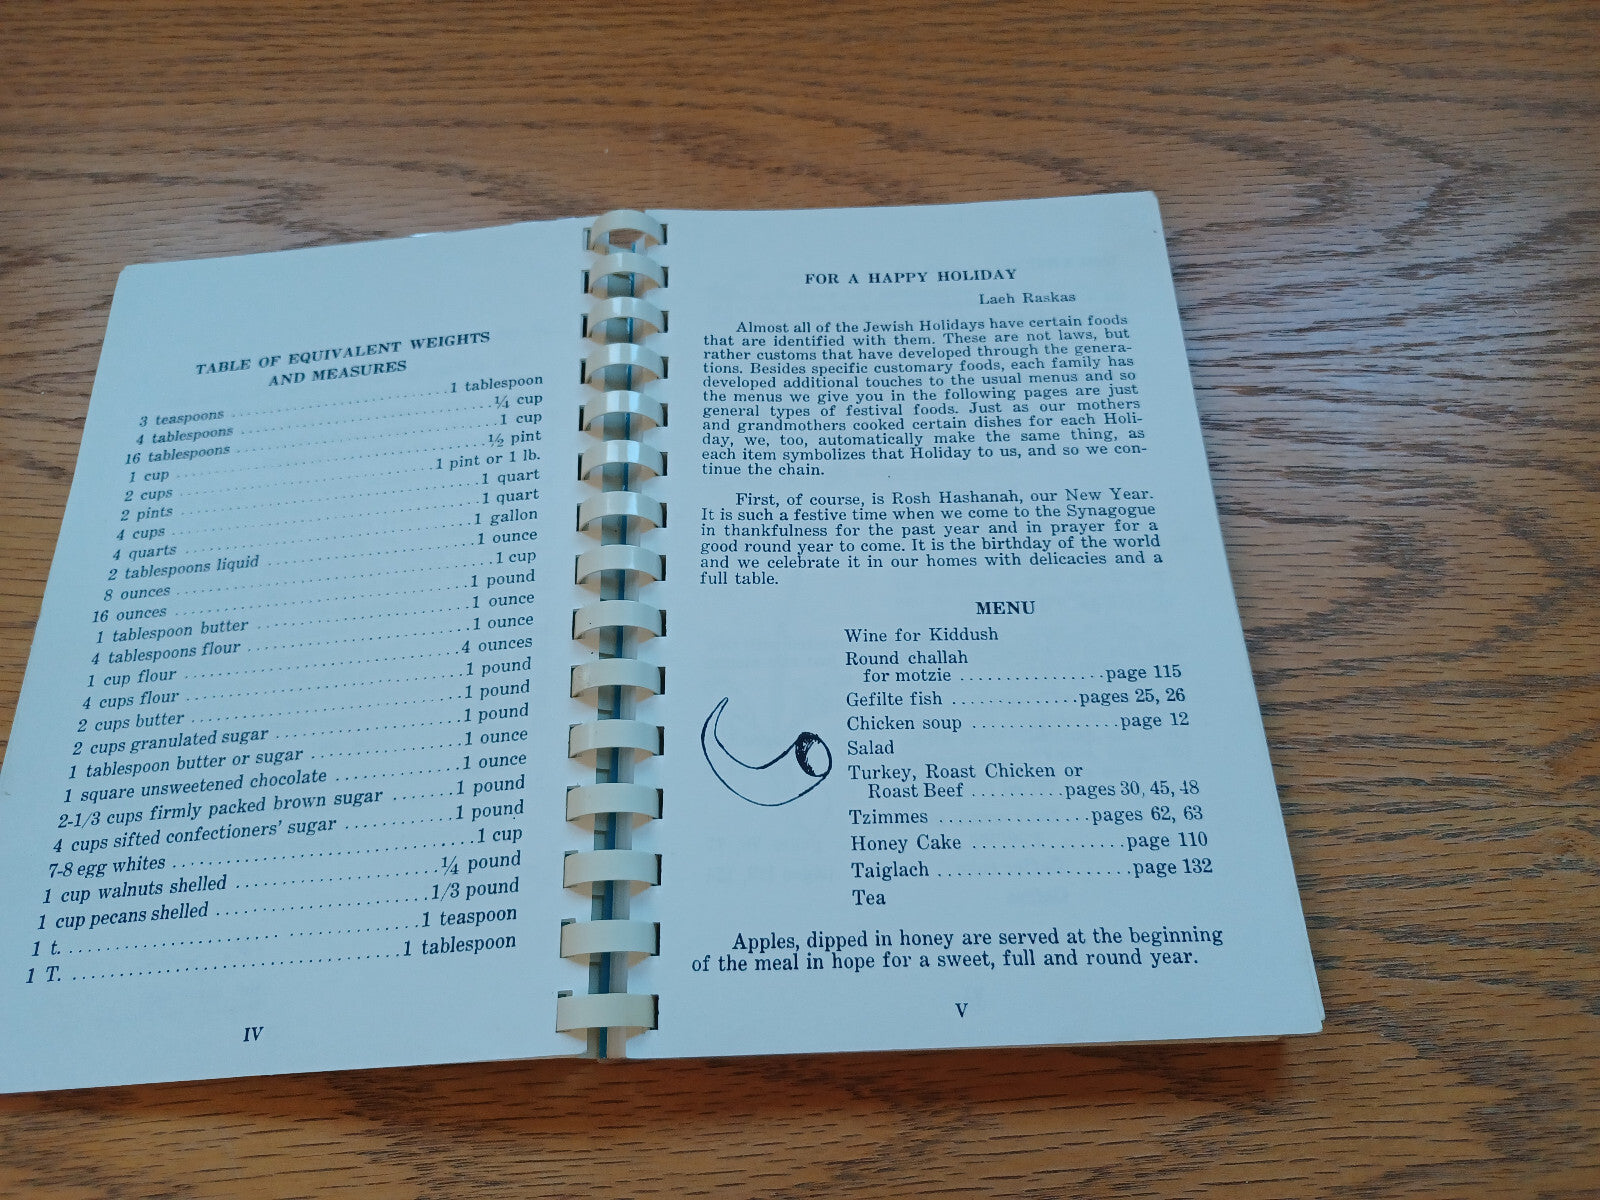 TABLE OF EQUIVALENT WEIGHTS
AND MEASURES
3 teaspoons ........................ 1 tablespoon
4 tablespoons ........................ ¼ cup
16 tablespoons ........................ 1 cup
1 cup ........................ ½ pint
2 cups ........................ 1 pint or 1 lb.
2 pints ........................ 1 quart
4 cups ........................ 1 quart
4 quarts ........................ 1 gallon
2 tablespoons liquid ........................ 1 ounce
8 ounces ........................ 1 cup
16 ounces ........................ 1 pound
1 tablespoon butter ........................ 1 ounce
4 tablespoons flour ........................ 1 ounce
1 cup flour ........................ 4 ounces
4 cups flour ........................ 1 pound
2 cups butter ........................ 1 pound
2 cups granulated sugar ........................ 1 pound
1 tablespoon butter or sugar ................ 1 ounce
1 square unsweetened chocolate ............. 1 ounce
2-1/3 cups firmly packed brown sugar ....... 1 pound
4 cups sifted confectioners' sugar ............ 1 pound
7-8 egg whites ........................ 1 cup
1 cup walnuts shelled ........................ ¼ pound
1 cup pecans shelled ........................ 1/3 pound
1 t. ........................ 1 teaspoon
1 T. ........................ 1 tablespoon
IV
FOR A HAPPY HOLIDAY
Laeh Raskas
Almost all of the Jewish Holidays have certain foods
that are identified with them. These are not laws, but
rather customs that have developed through the genera-
tions. Besides specific customary foods, each family has
developed additional touches to the usual menus and so
the menus we give you in the following pages are just
general types of festival foods. Just as our mothers
and grandmothers cooked certain dishes for each Holi-
day, we, too, automatically make the same thing, as
each item symbolizes that Holiday to us, and so we con-
tinue the chain.
First, of course, is Rosh Hashanah, our New Year.
It is such a festive time when we come to the Synagogue
in thankfulness for the past year and in prayer for a
good round year to come. It is the birthday of the world
and we celebrate it in our homes with delicacies and a
full table.
MENU
Wine for Kiddush
Round challah
for motzie ................ page 115
Gefilte fish ............. pages 25, 26
Chicken soup ................ page 12
Salad
Turkey, Roast Chicken or
Roast Beef .......... pages 30, 45, 48
Tzimmes ................ pages 62, 63
Honey Cake ................ page 110
Taiglach .................... page 132
Tea
Apples, dipped in honey are served at the beginning
of the meal in hope for a sweet, full and round year.
V